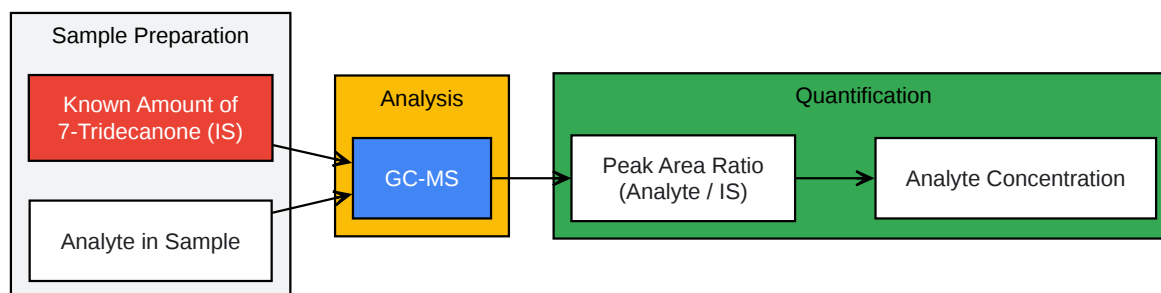 Sample Preparation
Known Amount of
7-Tridecanone (IS)
Analyte in Sample
Analysis
GC-MS
Quantification
Peak Area Ratio
(Analyte / IS)
Analyte Concentration